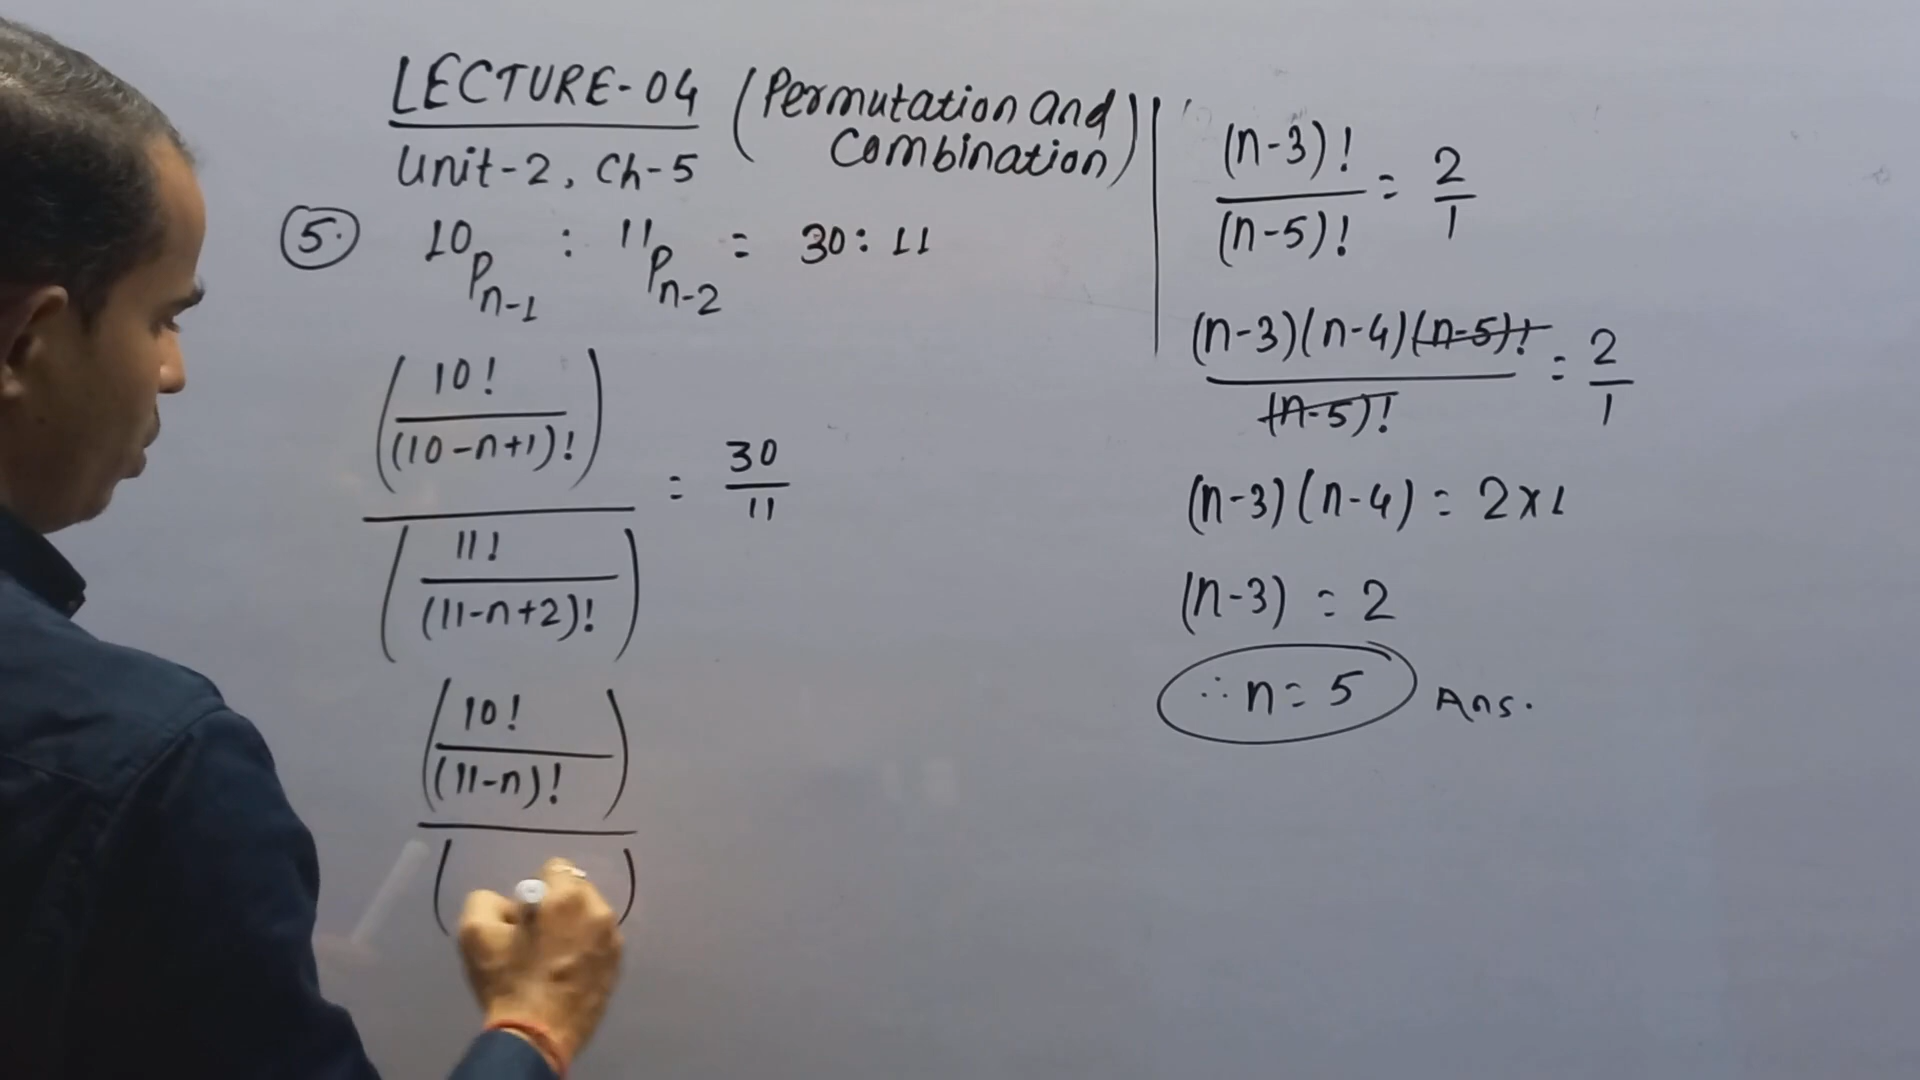 LECTURE-04 (Permutation and
Combination)
Unit-2, Ch-5
5. 10Pn-1 : 11Pn-2 = 30:11
(10!
(10-n+1)!)
= 30
11
(11!
(11-n+2)!)
(10!
(11-n)!)
( )
(n-3)!
(n-5)!
= 2
1
(n-3)(n-4)(n-5)!
(n-5)!
= 2
1
(n-3)(n-4) = 2×1
(n-3) = 2
∴ n = 5 Ans.